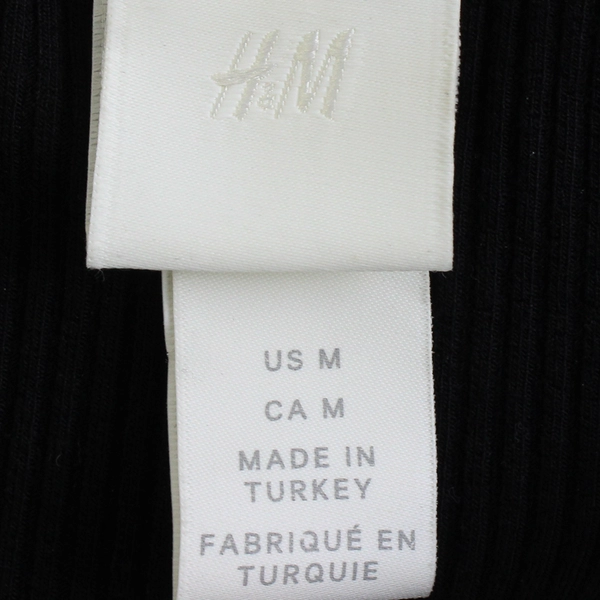 H&M
US M
CA M
MADE IN
TURKEY
FABRIQUÉ EN
TURQUIE